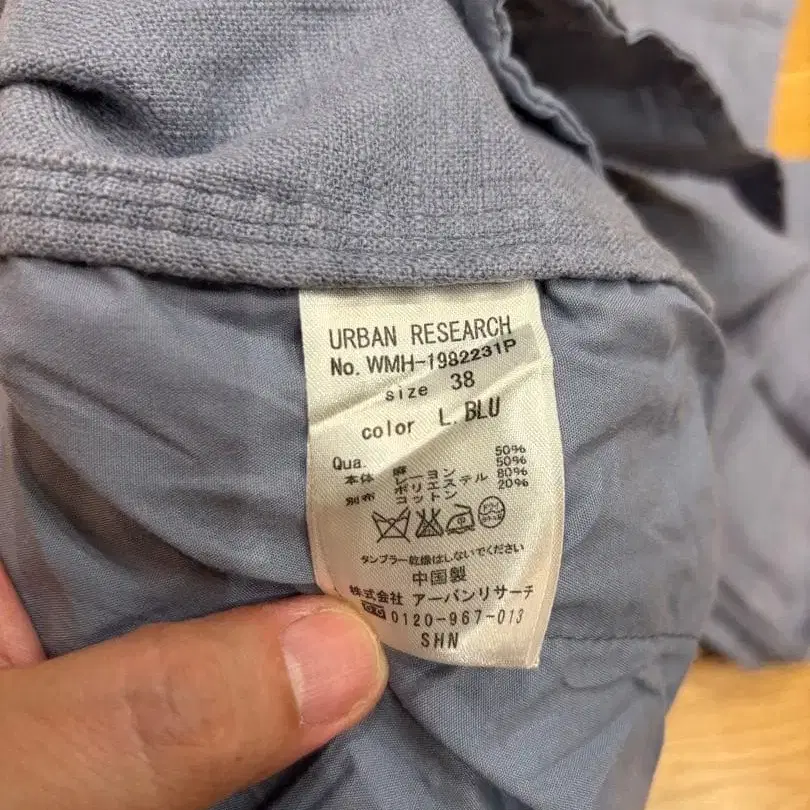 URBAN RESEARCH
No. WMH-1982231P
size 38
color L.BLU
Qua.
本体 麻 50%
レーヨン 50%
別布 ポリエステル 80%
コットン 20%
タンブラー乾燥はしないでください
中国製
株式会社 アーバンリサーチ
0120-967-013
SHN